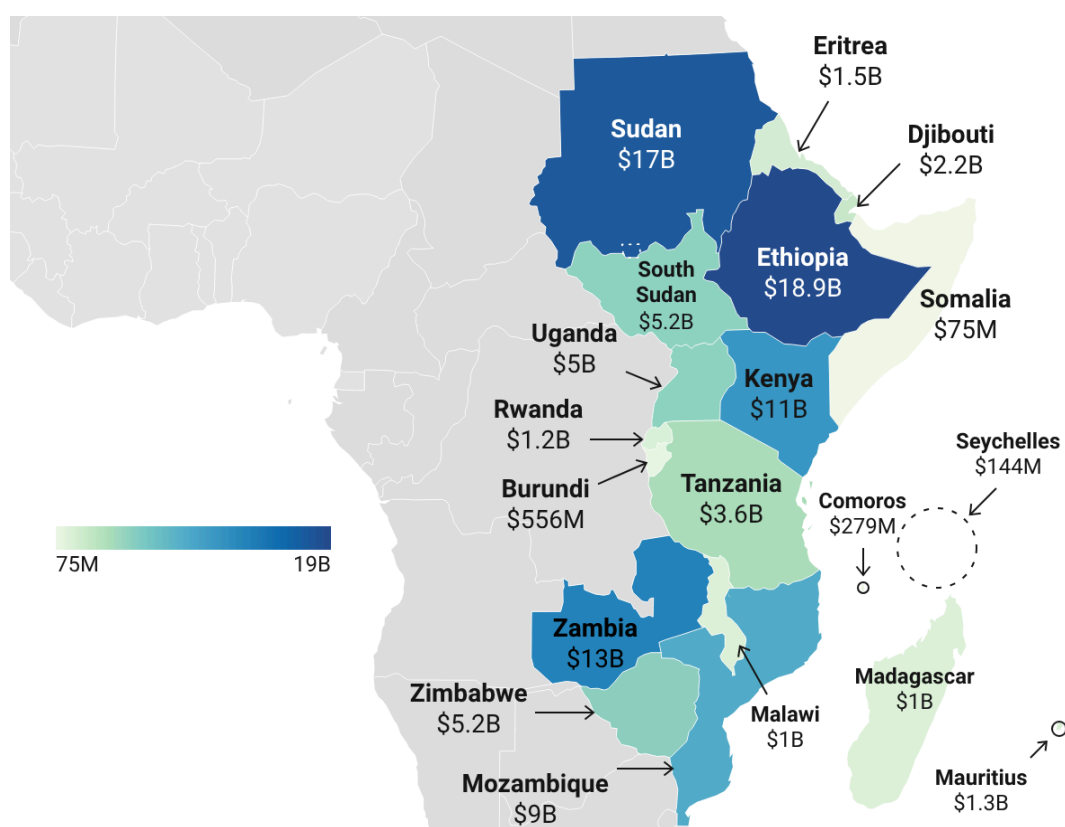 Eritrea
$1.5B
Sudan
$17B
Djibouti
$2.2B
Ethiopia
$18.9B
South
Sudan
$5.2B
Somalia
$75M
Uganda
$5B
Kenya
$11B
Rwanda
$1.2B
Seychelles
$144M
Burundi
$556M
Tanzania
$3.6B
Comoros
$279M
75M
19B
Zambia
$13B
Madagascar
$1B
Zimbabwe
$5.2B
Malawi
$1B
Mozambique
$9B
Mauritius
$1.3B